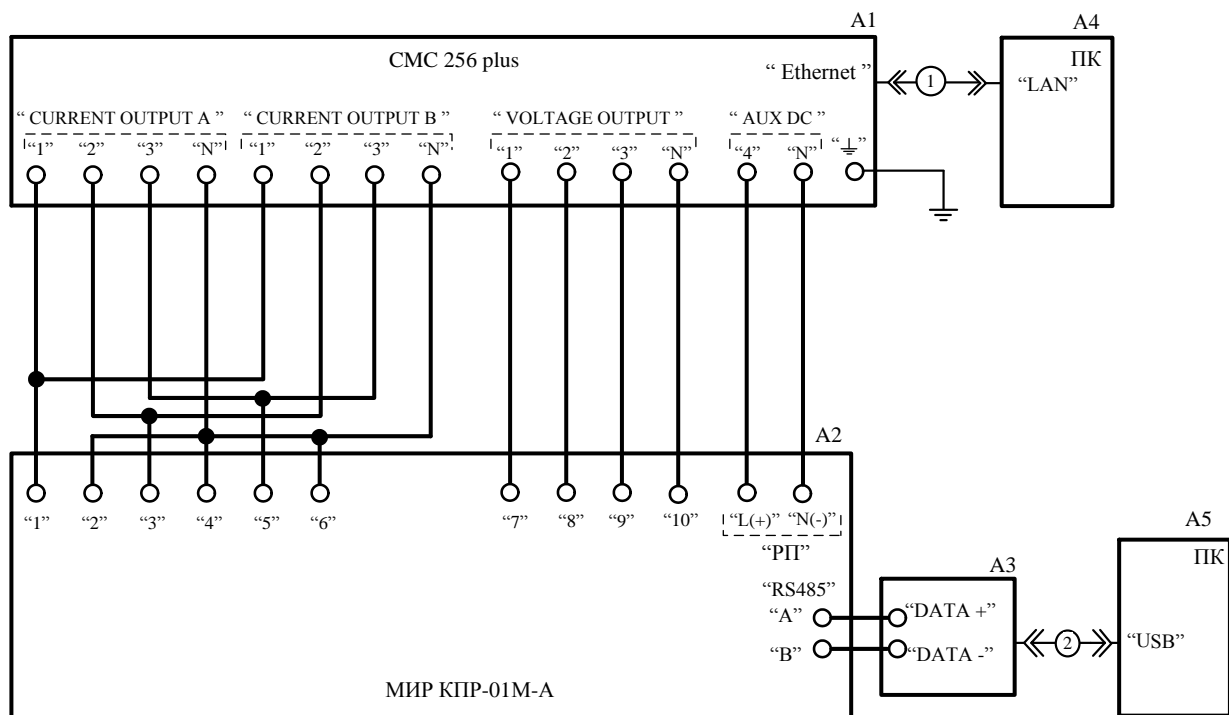 A1
A4
СМС 256 plus
“ Ethernet ”
1
ПК
“LAN”
“ CURRENT OUTPUT A ” “ CURRENT OUTPUT B ” “ VOLTAGE OUTPUT ” “ AUX DC ”
“1” “2” “3” “N” “1” “2” “3” “N” “1” “2” “3” “N” “4” “N” “⏚”
A2
“1” “2” “3” “4” “5” “6” “7” “8” “9” “10” “L(+)” “N(-)”
“РП”
“RS485”
“A”
“B”
МИР КПР-01М-А
A3
“DATA +”
“DATA -”
2
A5
ПК
“USB”